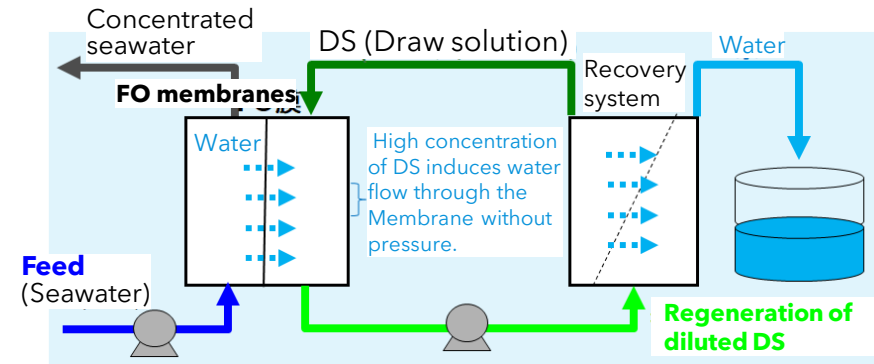 Concentrated
seawater
DS (Draw solution)
Water
FO membranes
膜
Recovery
system
Water
High concentration
of DS induces water
flow through the
Membrane without
pressure.
Feed
(Seawater)
Regeneration of
diluted DS